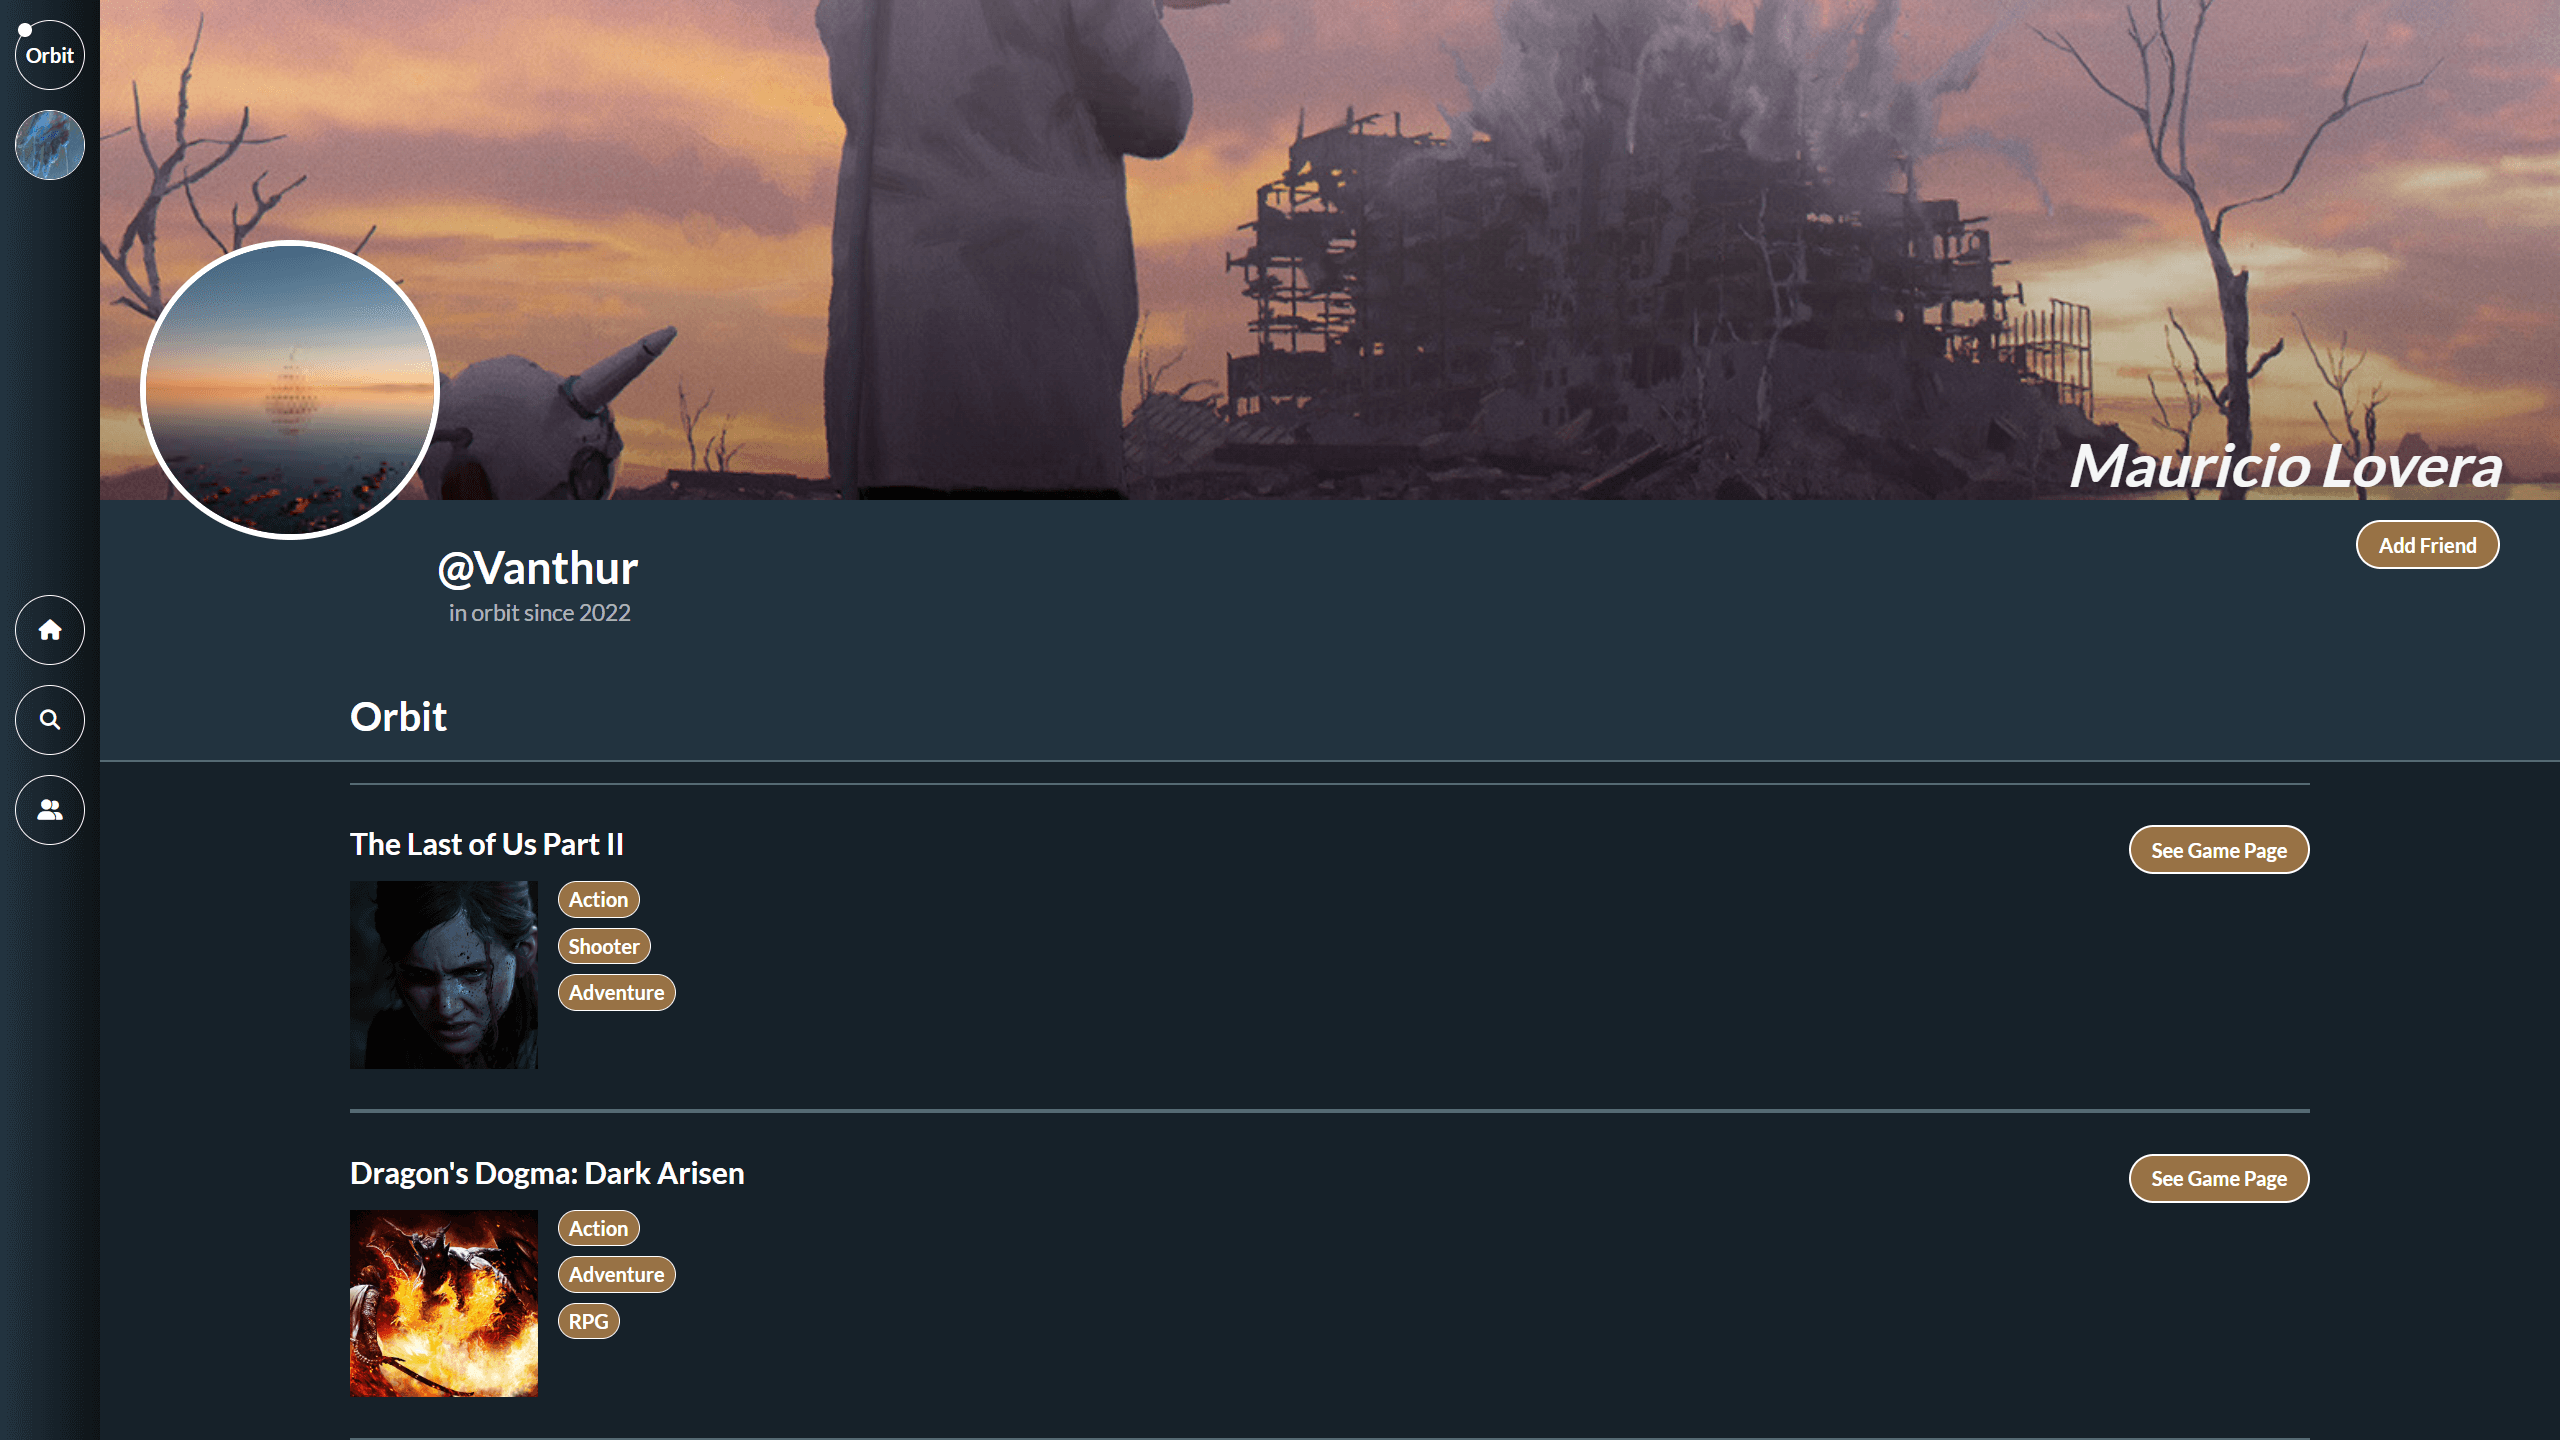 Orbit
Mauricio Lovera
Add Friend
@Vanthur
in orbit since 2022
Orbit
The Last of Us Part II
See Game Page
Action
Shooter
Adventure
Dragon's Dogma: Dark Arisen
See Game Page
Action
Adventure
RPG